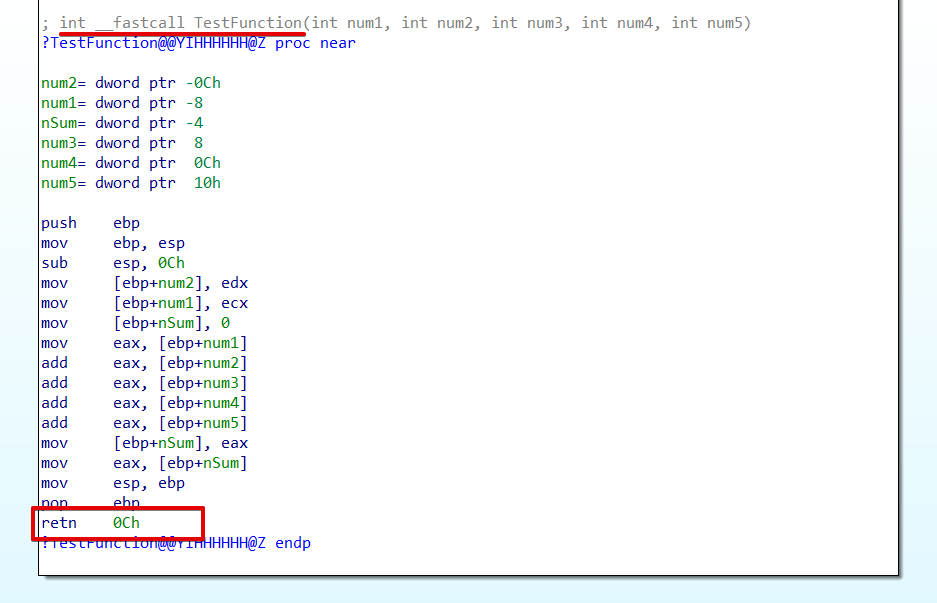 ; int __fastcall TestFunction(int num1, int num2, int num3, int num4, int num5)
?TestFunction@@YIHHHHHH@Z proc near
num2= dword ptr -0Ch
num1= dword ptr -8
nSum= dword ptr -4
num3= dword ptr  8
num4= dword ptr  0Ch
num5= dword ptr  10h
push    ebp
mov     ebp, esp
sub     esp, 0Ch
mov     [ebp+num2], edx
mov     [ebp+num1], ecx
mov     [ebp+nSum], 0
mov     eax, [ebp+num1]
add     eax, [ebp+num2]
add     eax, [ebp+num3]
add     eax, [ebp+num4]
add     eax, [ebp+num5]
mov     [ebp+nSum], eax
mov     eax, [ebp+nSum]
mov     esp, ebp
pop     ebp
retn    0Ch
?TestFunction@@YIHHHHHH@Z endp